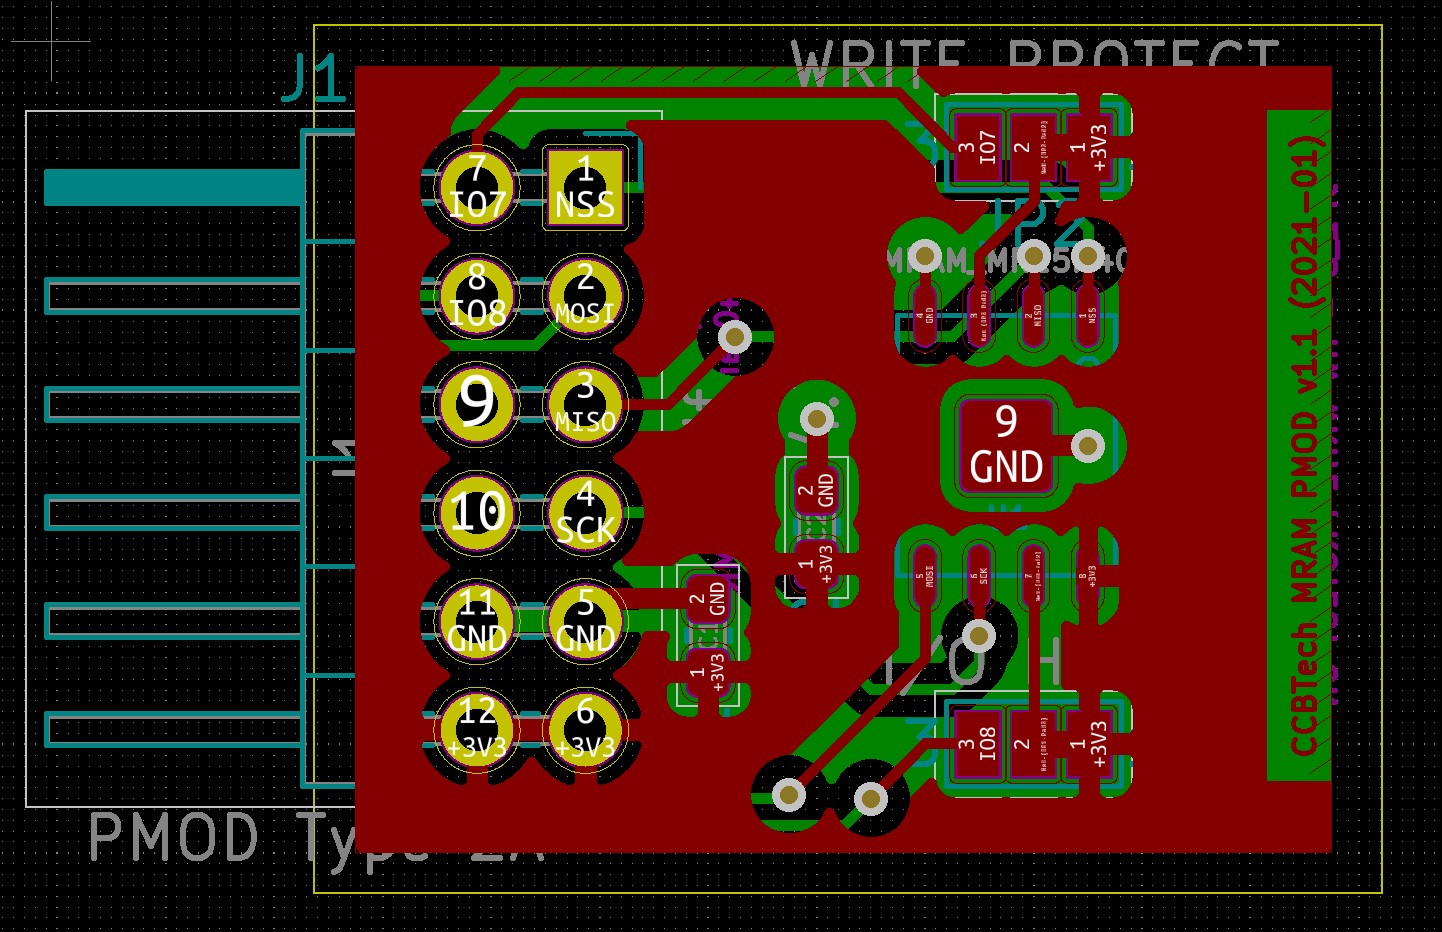 WRITE PROTECT
J1
7
IO7
1
NSS
8
IO8
2
MOSI
9
3
MISO
10
4
SCK
11
GND
5
GND
12
+3V3
6
+3V3
3
IO7
2
1
+3V3
JP2
4
GND
3
2
MISO
1
NSS
9
GND
2
GND
1
+3V3
2
GND
1
+3V3
5
MOSI
6
SCK
7
8
+3V3
3
IO8
2
1
+3V3
PMOD Type 2A
CCBTech MRAM PMOD v1.1 (2021-01)